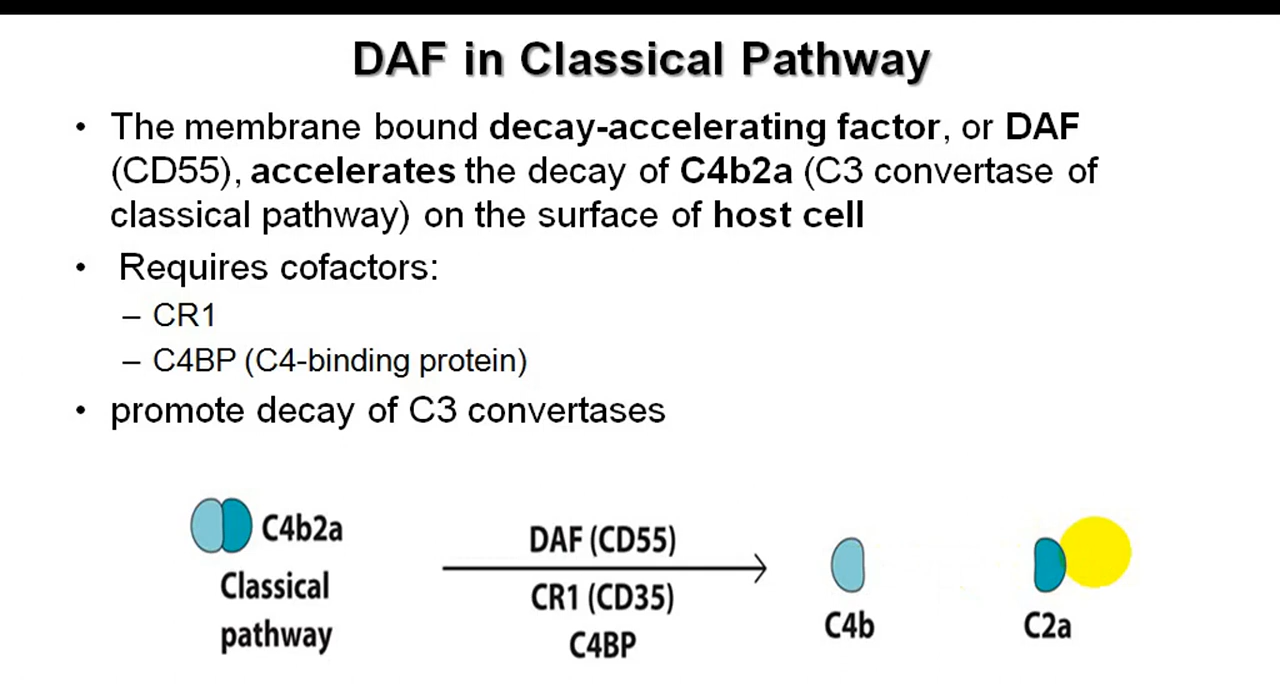 DAF in Classical Pathway
• The membrane bound decay-accelerating factor, or DAF
(CD55), accelerates the decay of C4b2a (C3 convertase of
classical pathway) on the surface of host cell
• Requires cofactors:
– CR1
– C4BP (C4-binding protein)
• promote decay of C3 convertases
C4b2a
Classical
pathway
DAF (CD55)
CR1 (CD35)
C4BP
C4b
C2a